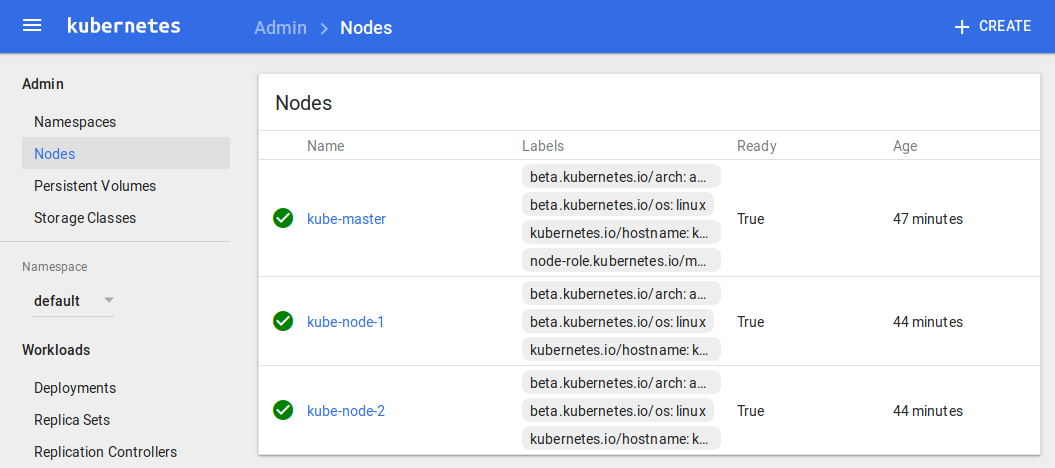 kubernetes
Admin > Nodes
+ CREATE
Admin
Namespaces
Nodes
Persistent Volumes
Storage Classes
Namespace
default
Workloads
Deployments
Replica Sets
Replication Controllers
Nodes
Name Labels Ready Age
kube-master
beta.kubernetes.io/arch: a…
beta.kubernetes.io/os: linux
kubernetes.io/hostname: k…
node-role.kubernetes.io/m…
True
47 minutes
kube-node-1
beta.kubernetes.io/arch: a…
beta.kubernetes.io/os: linux
kubernetes.io/hostname: k…
True
44 minutes
kube-node-2
beta.kubernetes.io/arch: a…
beta.kubernetes.io/os: linux
kubernetes.io/hostname: k…
True
44 minutes